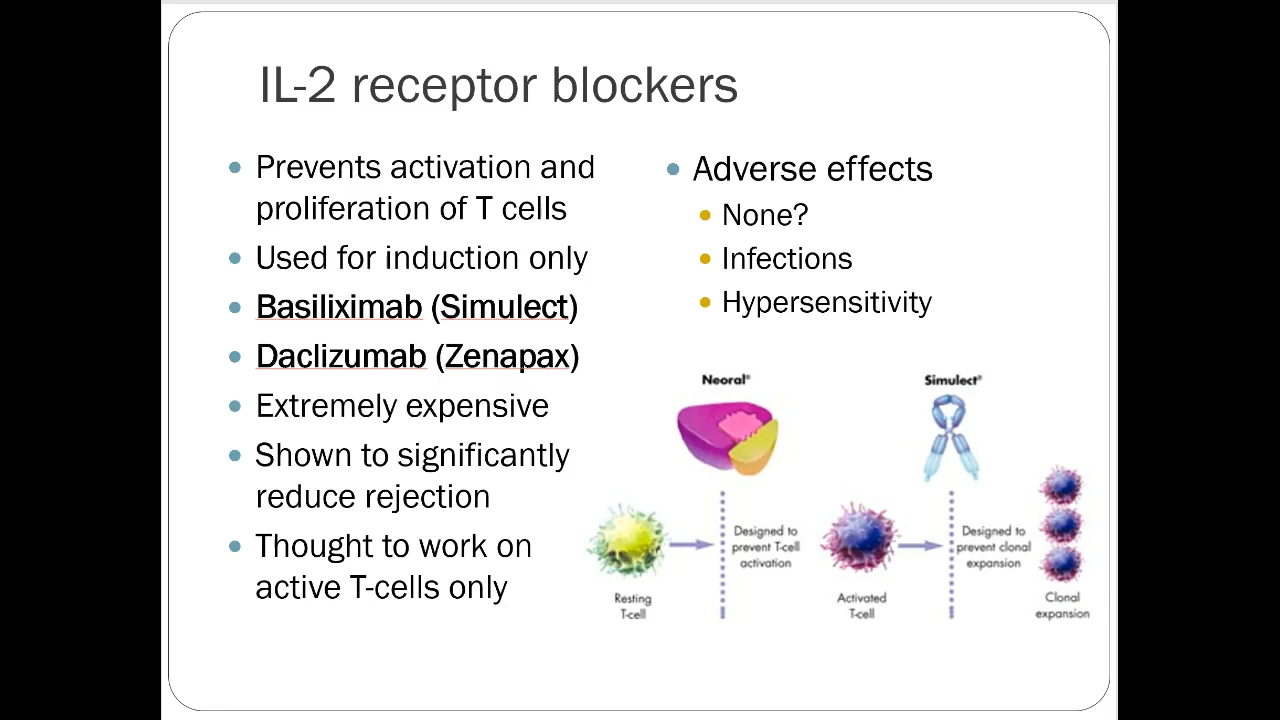 IL-2 receptor blockers
Prevents activation and
proliferation of T cells
Used for induction only
Basiliximab (Simulect)
Daclizumab (Zenapax)
Extremely expensive
Shown to significantly
reduce rejection
Thought to work on
active T-cells only
Adverse effects
None?
Infections
Hypersensitivity
Neoral®
Simulect®
Designed to
prevent T-cell
activation
Designed to
prevent clonal
expansion
Resting
T-cell
Activated
T-cell
Clonal
expansion